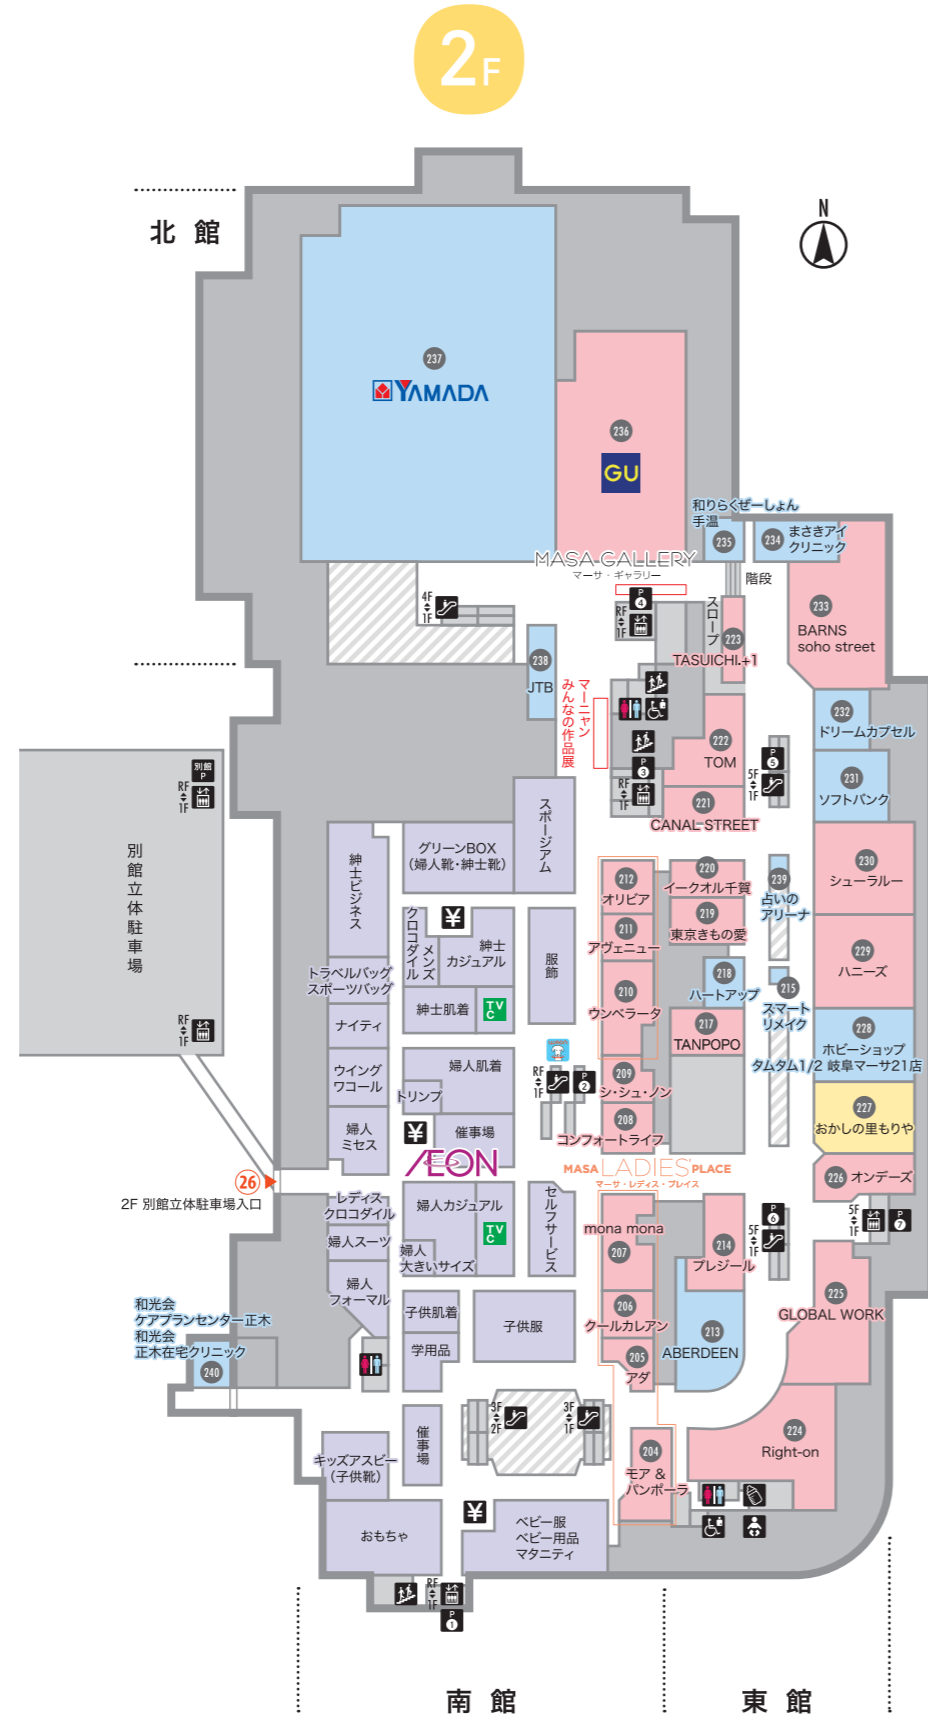 2F
北 館
N
237
YAMADA
236
GU
和りらくぜーしょん
手温
235
234
まさきアイ
クリニック
MASA GALLERY
マーサ・ギャラリー
階段
4F
1F
P
4
RF
1F
スロープ
223
TASUICHI.+1
233
BARNS
soho street
238
JTB
マーニャン
みんなの作品展
222
TOM
232
ドリームカプセル
P
3
RF
1F
P
5
5F
1F
231
ソフトバンク
221
CANAL STREET
別館
P
RF
1F
別館立体駐車場
RF
1F
紳士ビジネス
グリーンBOX
(婦人靴・紳士靴)
スポージアム
212
オリビア
220
イークオル千賀
239
占いの
アリーナ
230
シューラルー
クロコダイル
メンズ
紳士
カジュアル
服飾
211
アヴェニュー
219
東京きもの愛
229
ハニーズ
トラベルバッグ
スポーツバッグ
紳士肌着
TVC
210
ウンベラータ
218
ハートアップ
215
スマート
リメイク
ナイティ
217
TANPOPO
228
ホビーショップ
タムタム1/2 岐阜マーサ21店
ウイング
ワコール
婦人肌着
トリンプ
RF
1F
P
2
209
シ・シュ・ノン
227
おかしの里もりや
婦人
ミセス
催事場
208
コンフォートライフ
ÆON
MASA LADIES' PLACE
マーサ・レディス・プレイス
226 オンデーズ
26
2F 別館立体駐車場入口
レディス
クロコダイル
婦人カジュアル
TVC
セルフサービス
mona mona
207
214
プレジール
P
6
5F
1F
5F
1F
P
7
婦人スーツ
婦人
大きいサイズ
婦人
フォーマル
225
GLOBAL WORK
和光会
ケアプランセンター正木
和光会
正木在宅クリニック
240
子供肌着
子供服
206
クールカレアン
213
ABERDEEN
学用品
205
アダ
3F
2F
3F
1F
催事場
キッズアスビー
(子供靴)
204
モア &
バンポーラ
224
Right-on
おもちゃ
ベビー服
ベビー用品
マタニティ
RF
1F
P
1
南 館
東 館